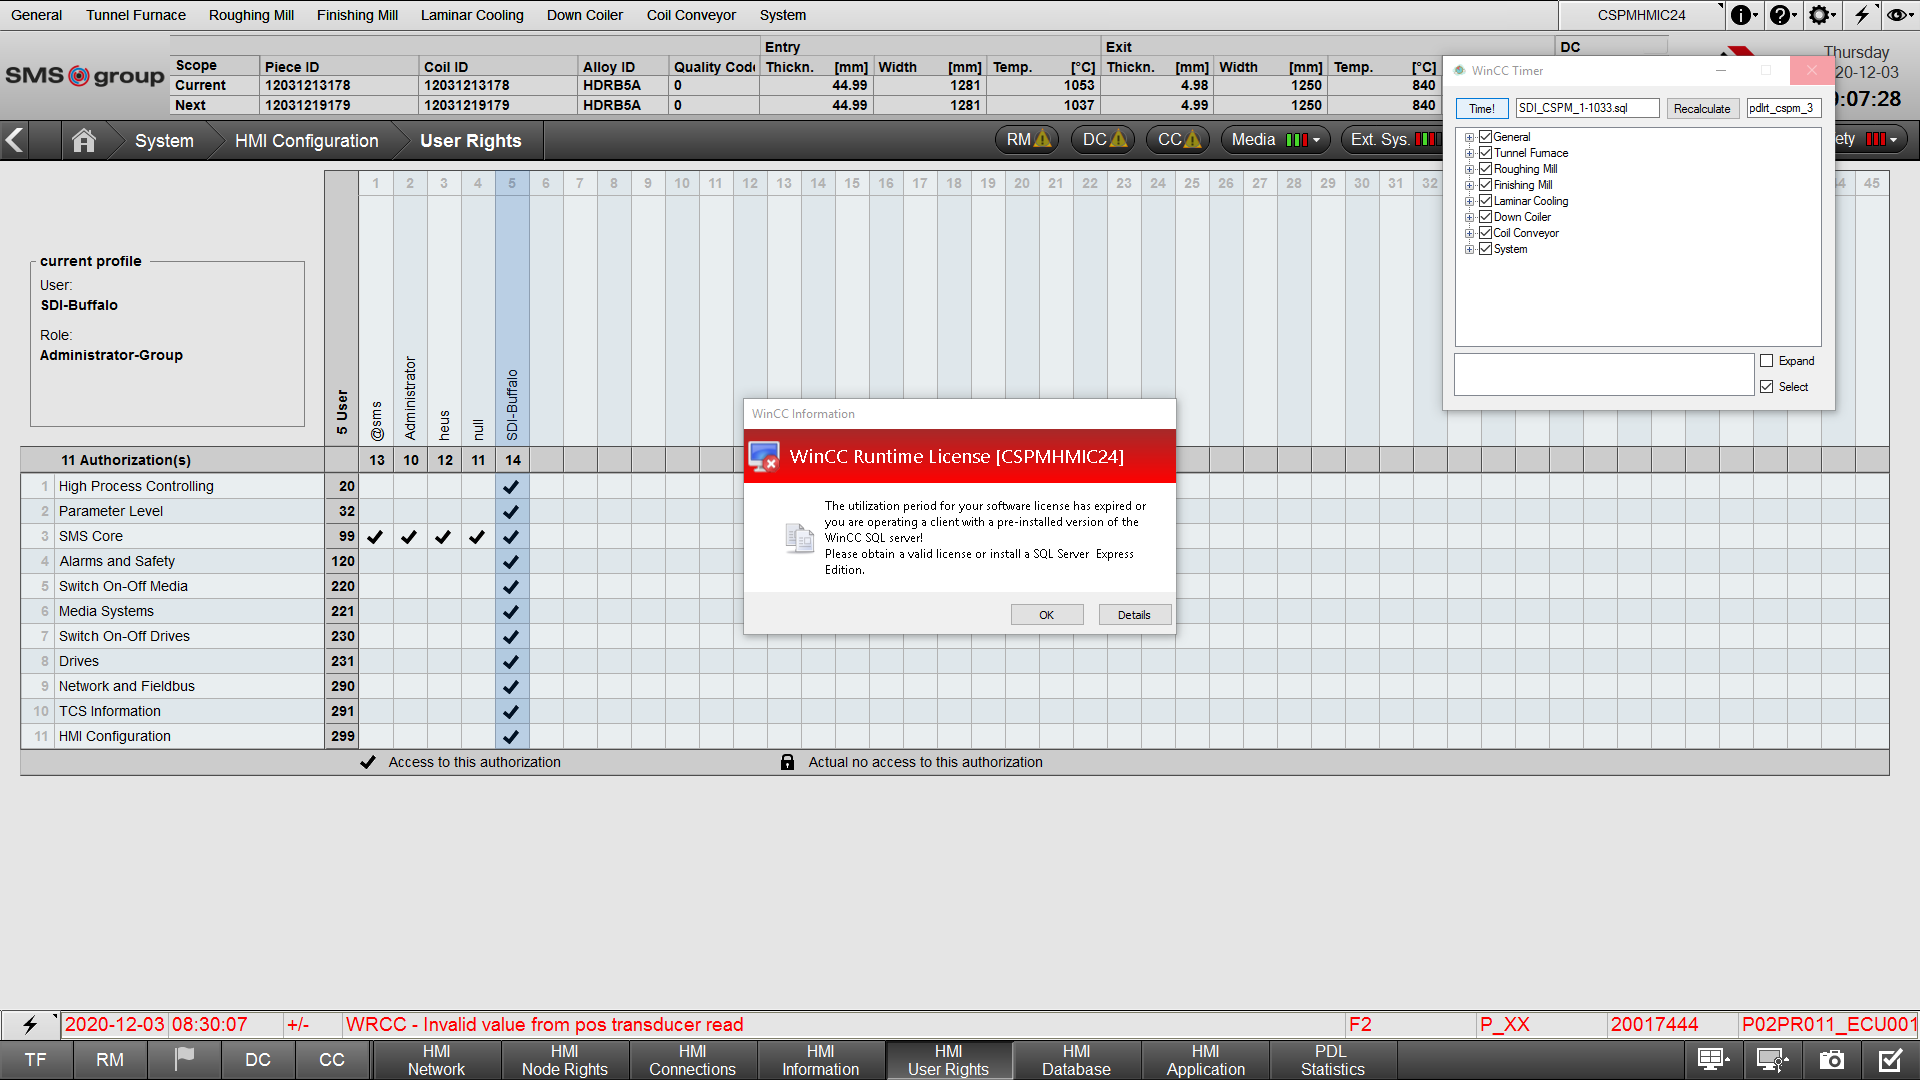 General Tunnel Furnace Roughing Mill Finishing Mill Laminar Cooling Down Coiler Coil Conveyor System CSPMHMIC24
Entry Exit DC
SMS group
Scope Piece ID Coil ID Alloy ID Quality Code Thickn. [mm] Width [mm] Temp. [°C] Thickn. [mm] Width [mm] Temp. [°C]
Current 12031213178 12031213178 HDRB5A 0 44.99 1281 1053 4.98 1250 840
Next 12031219179 12031219179 HDRB5A 0 44.99 1281 1037 4.99 1250 840
Thursday
20-12-03
:07:28
System HMI Configuration User Rights RM DC CC Media Ext. Sys. ety
WinCC Timer
Time! SDI_CSPM_1-1033.sql Recalculate pdlrt_cspm_3
General
Tunnel Furnace
Roughing Mill
Finishing Mill
Laminar Cooling
Down Coiler
Coil Conveyor
System
Expand
Select
1 2 3 4 5 6 7 8 9 10 11 12 13 14 15 16 17 18 19 20 21 22 23 24 25 26 27 28 29 30 31 32 45
current profile
User:
SDI-Buffalo
Role:
Administrator-Group
5 User
@sms
Administrator
heus
null
SDI-Buffalo
11 Authorization(s) 13 10 12 11 14
1 High Process Controlling 20
2 Parameter Level 32
3 SMS Core 99
4 Alarms and Safety 120
5 Switch On-Off Media 220
6 Media Systems 221
7 Switch On-Off Drives 230
8 Drives 231
9 Network and Fieldbus 290
10 TCS Information 291
11 HMI Configuration 299
Access to this authorization Actual no access to this authorization
WinCC Information
WinCC Runtime License [CSPMHMIC24]
The utilization period for your software license has expired or
you are operating a client with a pre-installed version of the
WinCC SQL server!
Please obtain a valid license or install a SQL Server Express
Edition.
OK Details
2020-12-03 08:30:07 +/- WRCC - Invalid value from pos transducer read F2 P_XX 20017444 P02PR011_ECU001
TF RM DC CC
HMI Network
HMI Node Rights
HMI Connections
HMI Information
HMI User Rights
HMI Database
HMI Application
PDL Statistics